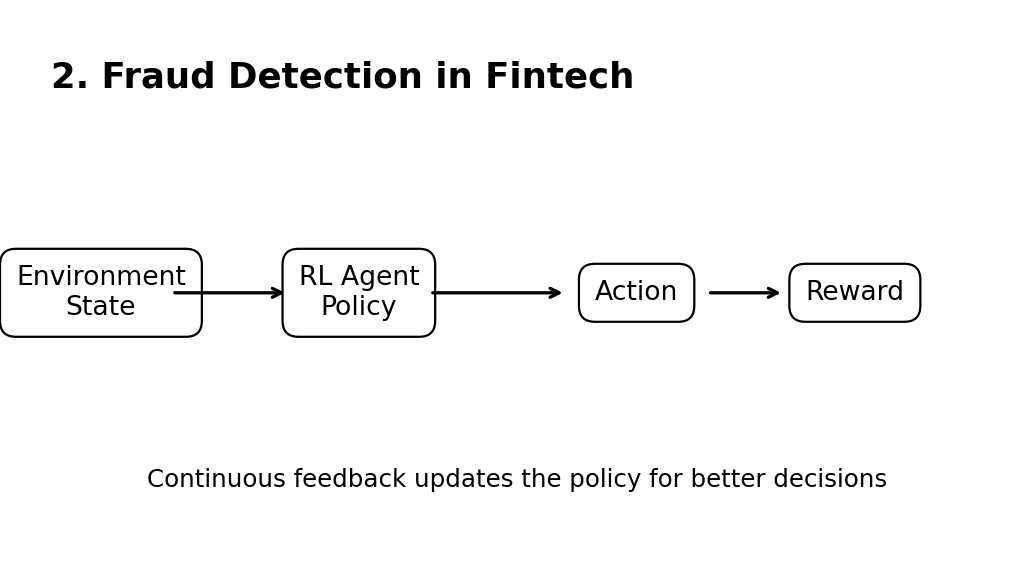 2. Fraud Detection in Fintech
Environment
State
RL Agent
Policy
Action
Reward
Continuous feedback updates the policy for better decisions